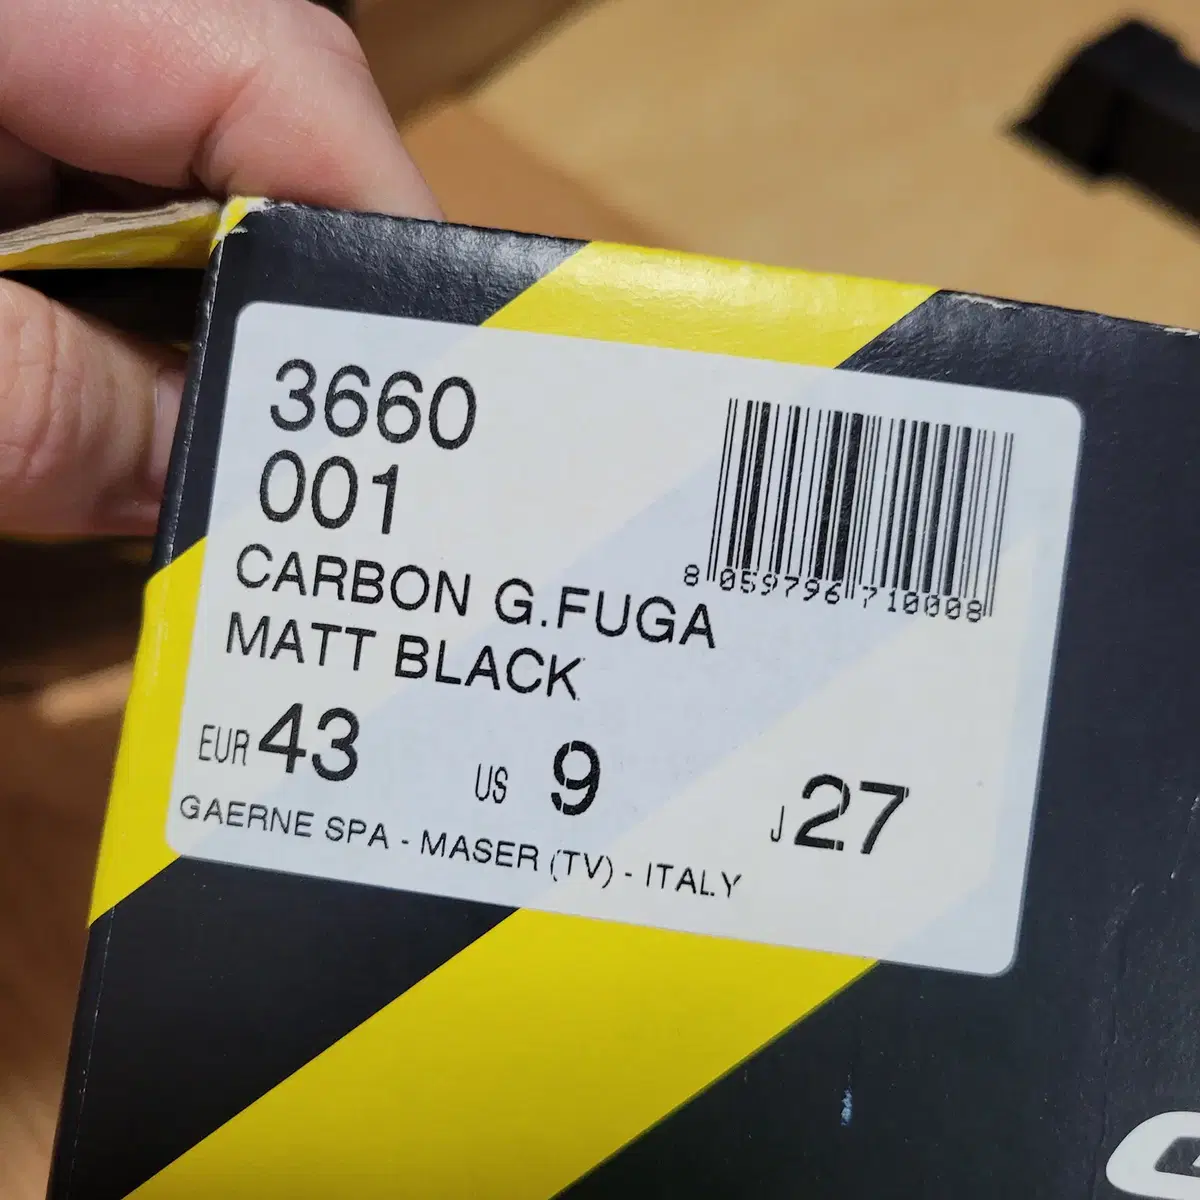 3660
001
CARBON G.FUGA
MATT BLACK
8 059796 710008
EUR 43 US 9 J 27
GAERNE SPA - MASER (TV) - ITALY